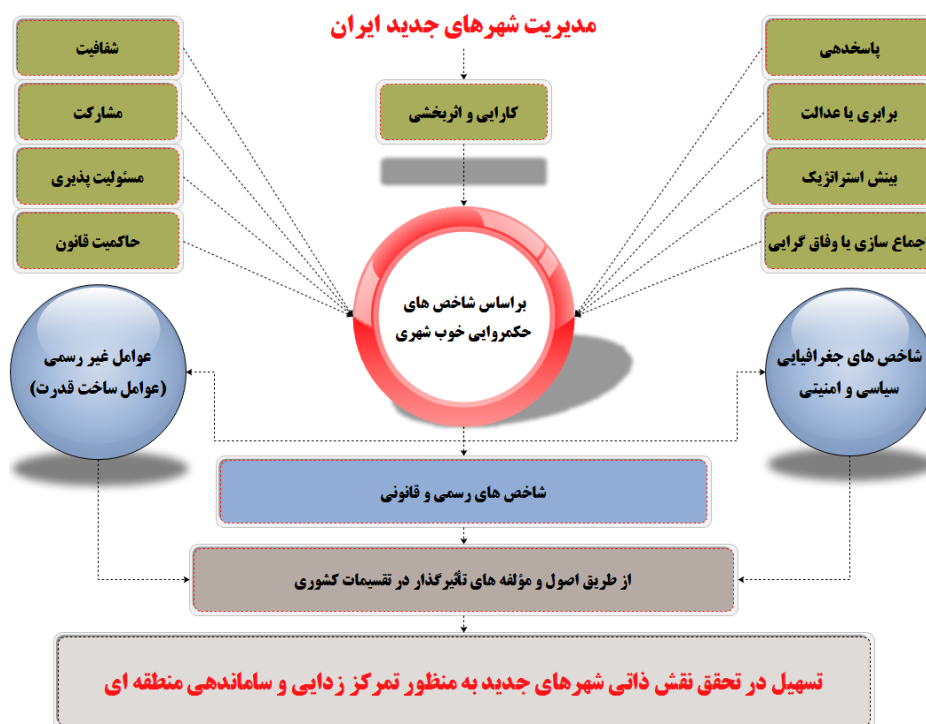 مدیریت شهرهای جدید ایران
کارایی و اثربخشی
پاسخدهی
برابری یا عدالت
بینش استراتژیک
اجماع سازی یا وفاق گرایی
شفافیت
مشارکت
مسئولیت پذیری
حاکمیت قانون
براساس شاخص های
حکمروایی خوب شهری
شاخص های جغرافیایی
سیاسی و امنیتی
عوامل غیر رسمی
(عوامل ساخت قدرت)
شاخص های رسمی و قانونی
از طریق اصول و مؤلفه های تأثیرگذار در تقسیمات کشوری
تسهیل در تحقق نقش ذاتی شهرهای جدید به منظور تمرکز زدایی و ساماندهی منطقه ای